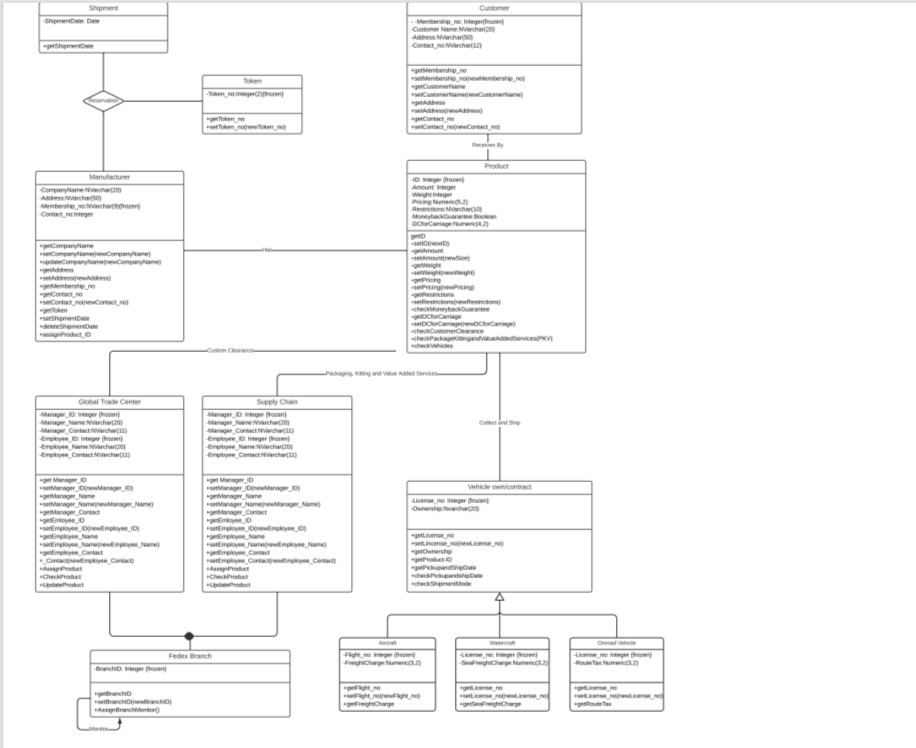 Shipment
-ShipmentDate: Date
+getShipmentDate
Customer
- -Membership_no: Integer{frozen}
-Customer Name:NVarchar(20)
-Address:NVarchar(50)
-Contact_no:NVarchar(12)
+getMembership_no
+setMembership_no(newMembership_no)
+getCustomerName
+setCustomerName(newCustomerName)
+getAddress
+setAddress(newAddress)
+getContact_no
+setContact_no(newContact_no)
Reservation
Token
-Token_no:Integer(2){frozen}
+getToken_no
+setToken_no(newToken_no)
Receives By
Manufacturer
-CompanyName:NVarchar(20)
-Address:NVarchar(50)
-Membership_no:NVarchar(9){frozen}
-Contact_no:Integer
+getCompanyName
+setCompanyName(newCompanyName)
+updateCompanyName(newCompanyName)
+getAddress
+setAddress(newAddress)
+getMembership_no
+getContact_no
+setContact_no(newContact_no)
+getToken
+setShipmentDate
+deleteShipmentDate
+assignProduct_ID
Product
-ID: Integer {frozen}
-Amount: Integer
-Weight:Integer
-Pricing:Numeric(5,2)
-Restrictions:NVarchar(10)
-MoneybackGuarantee:Boolean
-DCforCarriage:Numeric(4,2)
getID
+setID(newID)
+getAmount
+setAmount(newSize)
+getWeight
+setWeight(newWeight)
+getPricing
+setPricing(newPricing)
+getRestrictions
+setRestrictions(newRestrictions)
+checkMoneybackGuarantee
+getDCforCarriage
+setDCforCarriage(newDCforCarriage)
+checkCustomerClearance
+checkPackageKittingandValueAddedServices(PKV)
+checkVehicles
Custom Clearance
Packaging, Kitting and Value Added Services
Collect and Ship
Global Trade Center
-Manager_ID: Integer {frozen}
-Manager_Name:NVarchar(20)
-Manager_Contact:NVarchar(11)
-Employee_ID: Integer {frozen}
-Employee_Name:NVarchar(20)
-Employee_Contact:NVarchar(11)
+get Manager_ID
+setManager_ID(newManager_ID)
+getManager_Name
+setManager_Name(newManager_Name)
+getManager_Contact
+getEmloyee_ID
+setEmployee_ID(newEmployee_ID)
+getEmployee_Name
+setEmployee_Name(newEmployee_Name)
+getEmployee_Contact
+_Contact(newEmployee_Contact)
+AssignProduct
+CheckProduct
+UpdateProduct
Supply Chain
-Manager_ID: Integer {frozen}
-Manager_Name:NVarchar(20)
-Manager_Contact:NVarchar(11)
-Employee_ID: Integer {frozen}
-Employee_Name:NVarchar(20)
-Employee_Contact:NVarchar(11)
+get Manager_ID
+setManager_ID(newManager_ID)
+getManager_Name
+setManager_Name(newManager_Name)
+getManager_Contact
+getEmloyee_ID
+setEmployee_ID(newEmployee_ID)
+getEmployee_Name
+setEmployee_Name(newEmployee_Name)
+getEmployee_Contact
+setEmployee_Contact(newEmployee_Contact)
+AssignProduct
+CheckProduct
+UpdateProduct
Vehicle own/contract
-License_no: Integer {frozen}
-Ownership:Nvarchar(20)
+getLicense_no
+setLincense_no(newLicense_no)
+getOwnership
+getProduct-ID
+getPickupandShipDate
+checkPickupandshipDate
+checkShipmentMode
Fedex Branch
-BranchID: Integer {frozen}
+getBranchID
+setBranchID(newBranchID)
+AssignBranchMonitor()
Monitor
Aircraft
-Flight_no: Integer {frozen}
-FreightCharge:Numeric(3,2)
+getFlight_no
+setFlight_no(newFlight_no)
+getFreightCharge
Watercraft
-License_no: Integer {frozen}
-SeaFreightCharge:Numeric(3,2)
+getLicense_no
+setLicense_no(newLicense_no)
+getSeaFreightCharge
Onroad Vehicle
-License_no: Integer {frozen}
-RouteTax:Numeric(3,2)
+getLicense_no
+setLicense_no(newLicense_no)
+getRouteTax